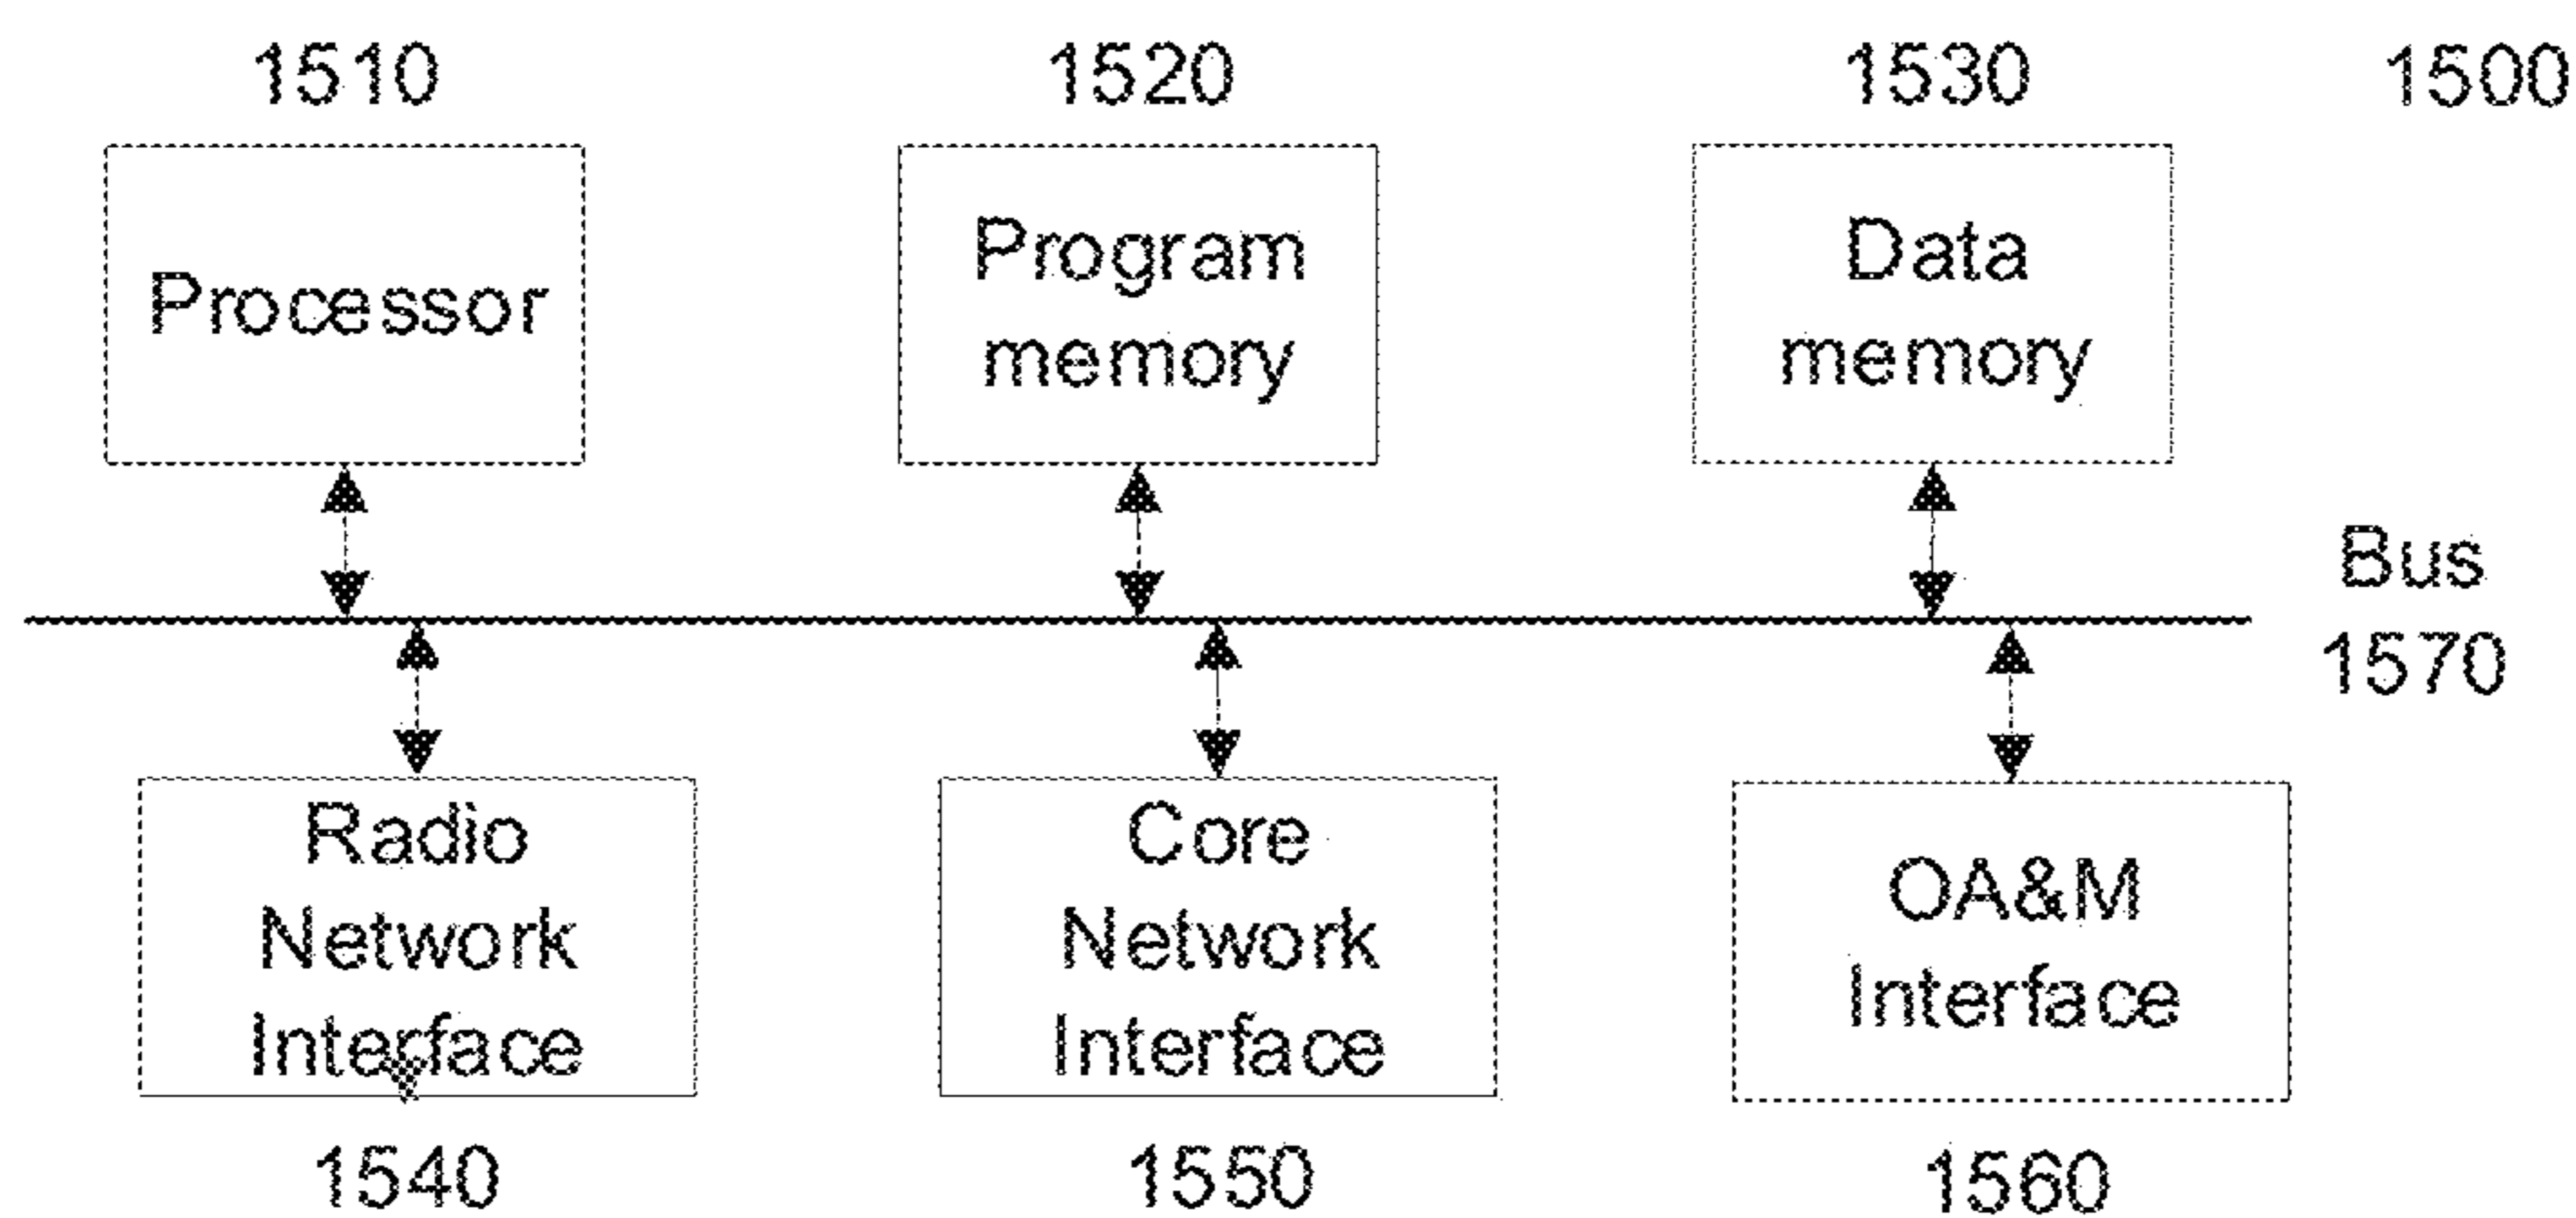 1510 1520 1530 1500
Processor
Program
memory
Data
memory
Bus
1570
Radio
Network
Interface
Core
Network
Interface
OA&M
Interface
1540 1550 1560